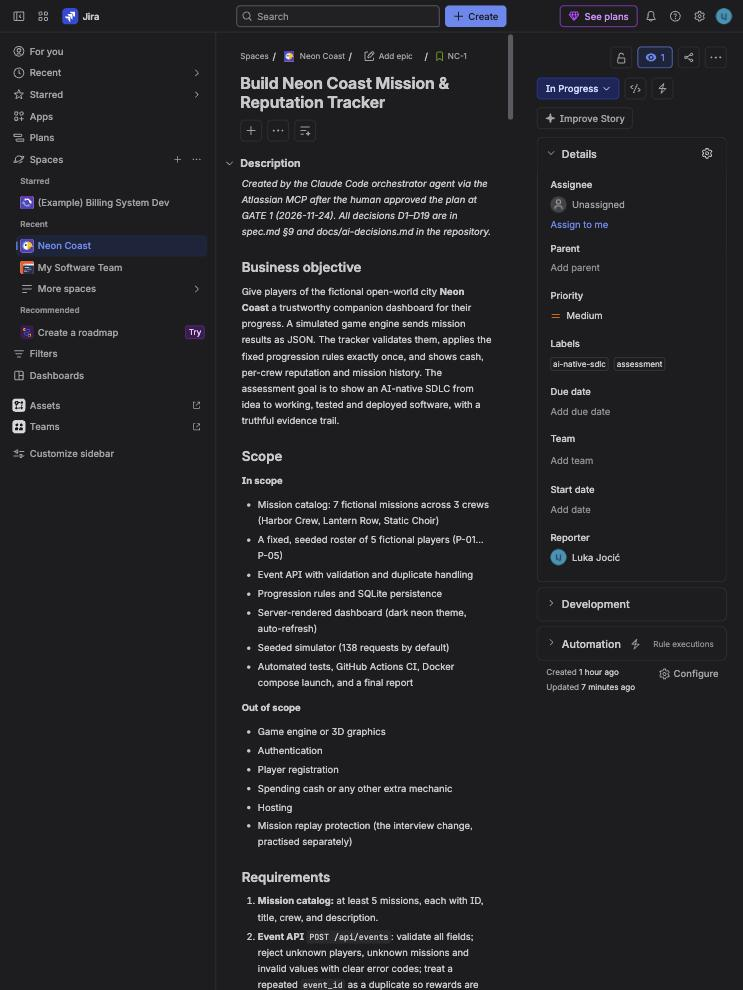 Jira
Search
+ Create
See plans
For you
Recent
Starred
Apps
Plans
Spaces
Starred
(Example) Billing System Dev
Recent
Neon Coast
My Software Team
More spaces
Recommended
Create a roadmap
Try
Filters
Dashboards
Assets
Teams
Customize sidebar
Spaces / Neon Coast / Add epic / NC-1
Build Neon Coast Mission &
Reputation Tracker
Description
Created by the Claude Code orchestrator agent via the
Atlassian MCP after the human approved the plan at
GATE 1 (2026-11-24). All decisions D1–D19 are in
spec.md §9 and docs/ai-decisions.md in the repository.
Business objective
Give players of the fictional open-world city Neon
Coast a trustworthy companion dashboard for their
progress. A simulated game engine sends mission
results as JSON. The tracker validates them, applies the
fixed progression rules exactly once, and shows cash,
per-crew reputation and mission history. The
assessment goal is to show an AI-native SDLC from
idea to working, tested and deployed software, with a
truthful evidence trail.
Scope
In scope
• Mission catalog: 7 fictional missions across 3 crews
(Harbor Crew, Lantern Row, Static Choir)
• A fixed, seeded roster of 5 fictional players (P-01…
P-05)
• Event API with validation and duplicate handling
• Progression rules and SQLite persistence
• Server-rendered dashboard (dark neon theme,
auto-refresh)
• Seeded simulator (138 requests by default)
• Automated tests, GitHub Actions CI, Docker
compose launch, and a final report
Out of scope
• Game engine or 3D graphics
• Authentication
• Player registration
• Spending cash or any other extra mechanic
• Hosting
• Mission replay protection (the interview change,
practised separately)
Requirements
1. Mission catalog: at least 5 missions, each with ID,
title, crew, and description.
2. Event API POST /api/events: validate all fields;
reject unknown players, unknown missions and
invalid values with clear error codes; treat a
repeated event_id as a duplicate so rewards are
1
In Progress
Improve Story
Details
Assignee
Unassigned
Assign to me
Parent
Add parent
Priority
Medium
Labels
ai-native-sdlc assessment
Due date
Add due date
Team
Add team
Start date
Add date
Reporter
LJ Luka Jocić
Development
Automation
Rule executions
Created 1 hour ago
Updated 7 minutes ago
Configure